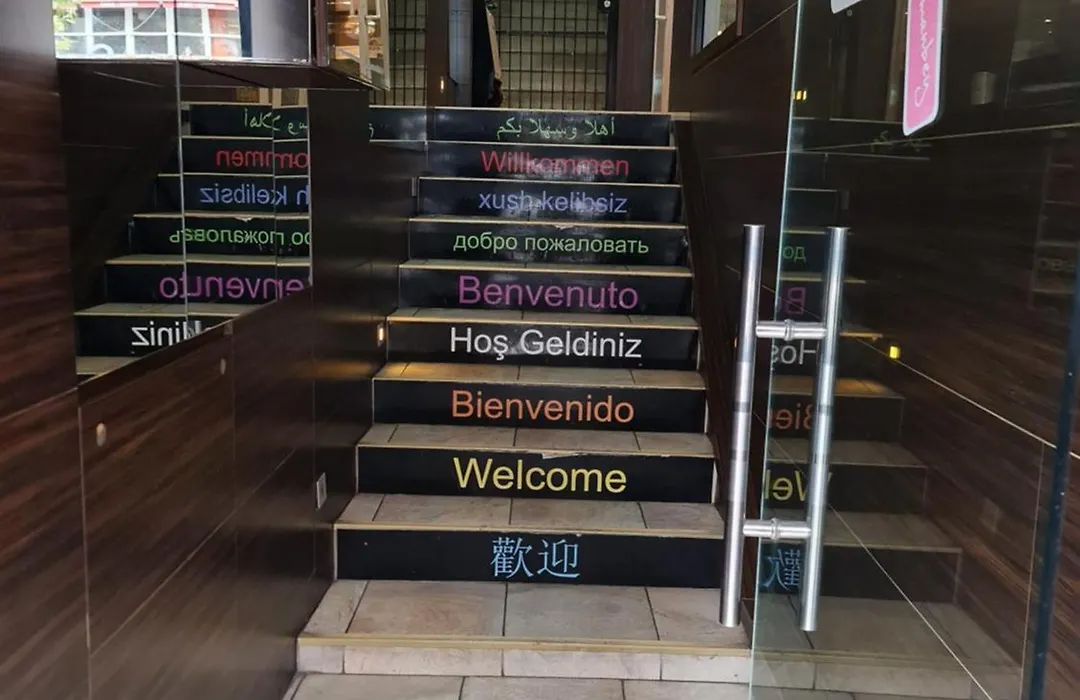 أهلا وسهلا بكم
Willkommen
xush kelibsiz
добро пожаловать
Benvenuto
Hoş Geldiniz
Bienvenido
Welcome
歡迎